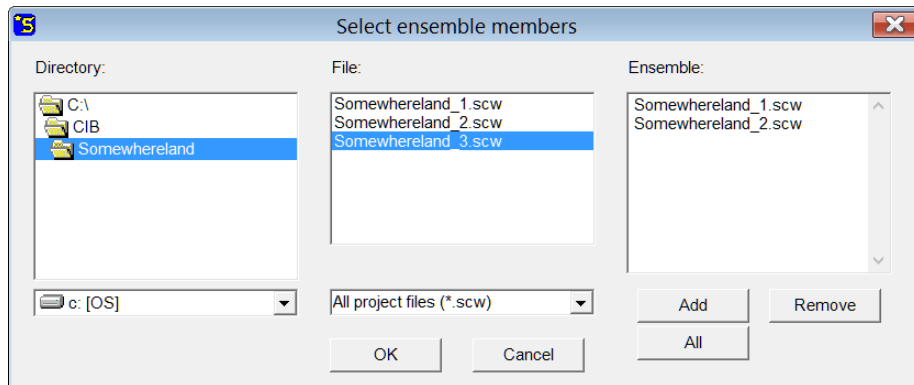 Select ensemble members
Directory:
C:\
CIB
Somewhereland
c: [OS]
File:
Somewhereland_1.scw
Somewhereland_2.scw
Somewhereland_3.scw
All project files (*.scw)
OK
Cancel
Ensemble:
Somewhereland_1.scw
Somewhereland_2.scw
Add
Remove
All